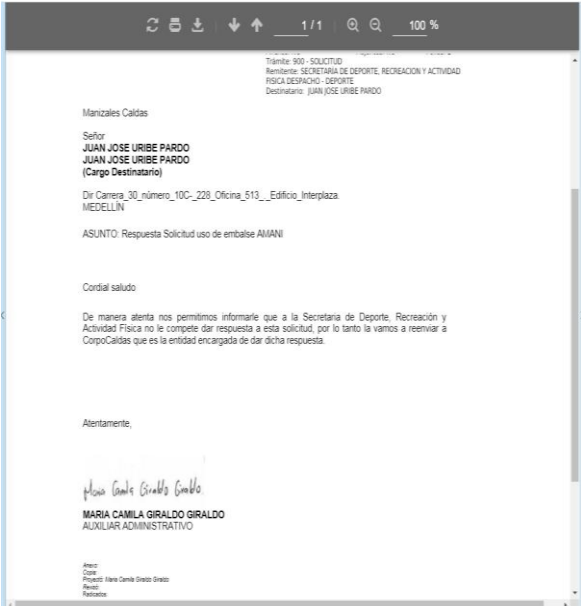 1 / 1 100 %
Trámite: 900 - SOLICITUD
Remitente: SECRETARIA DE DEPORTE, RECREACION Y ACTIVIDAD
FISICA DESPACHO - DEPORTE
Destinatario: JUAN JOSE URIBE PARDO
Manizales Caldas
Señor
JUAN JOSE URIBE PARDO
JUAN JOSE URIBE PARDO
(Cargo Destinatario)
Dir Carrera_30_número_10C-_228_Oficina_513_._Edificio_Interplaza.
MEDELLÍN
ASUNTO: Respuesta Solicitud uso de embalse AMANI
Cordial saludo
De manera atenta nos permitimos informarle que a la Secretaria de Deporte, Recreación y
Actividad Física no le compete dar respuesta a esta solicitud, por lo tanto la vamos a reenviar a
CorpoCaldas que es la entidad encargada de dar dicha respuesta.
Atentamente,
Maria Camila Giraldo Giraldo.
MARIA CAMILA GIRALDO GIRALDO
AUXILIAR ADMINISTRATIVO
Anexo:
Copia:
Proyectó: Maria Camila Giraldo Giraldo
Revisó:
Radicados: